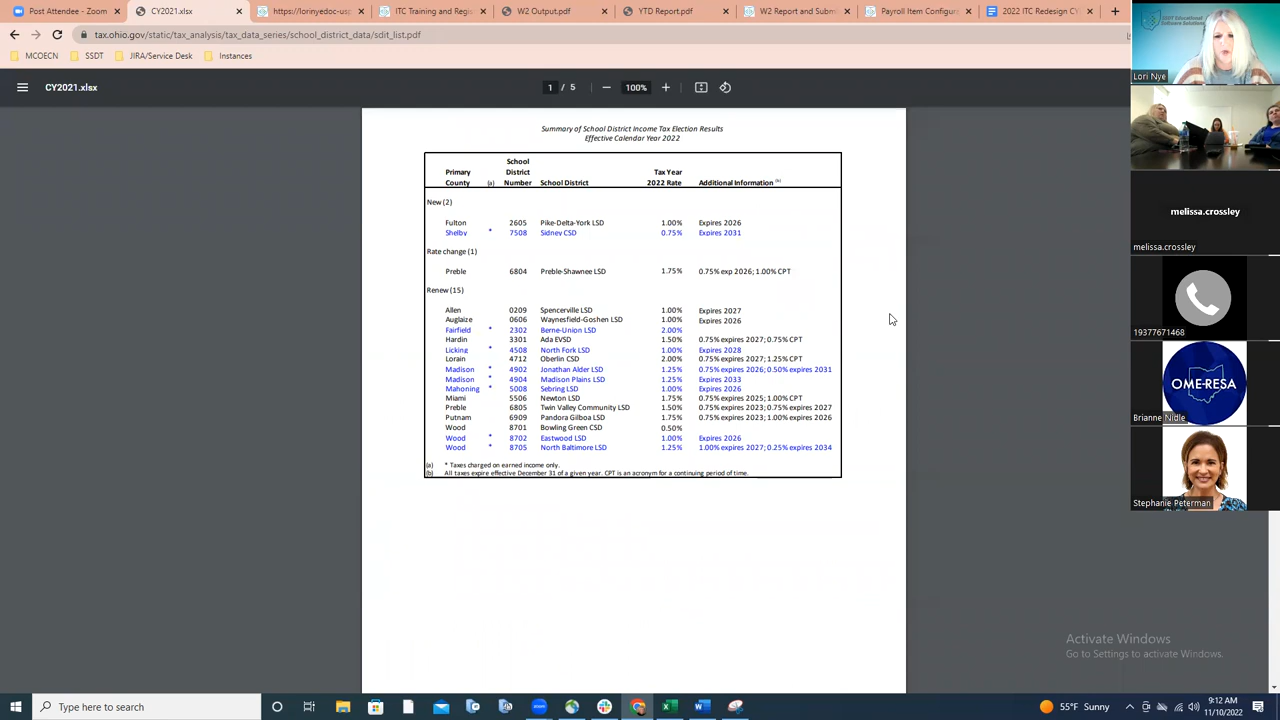 Post Attendee - Zoom
CY2021.xlsx
https://lorinyedoc-usp
ITC Training and Reg
W2 Output.pdf
YTD Report.pdf
W2 Report and Subm
Payroll Item Configur
2022 ITC Redesign CY
tax.ohio.gov/static/tax_analysis/tax_data_series/school_district_data/sdit_list.pdf
MCOECN
SSDT
JIRA/Service Desk
Instances
CY2021.xlsx
1 / 5
100%
Summary of School District Income Tax Election Results
Effective Calendar Year 2022
School
Primary District Tax Year
County (a) Number School District 2022 Rate Additional Information (b)
New (2)
Fulton 2605 Pike-Delta-York LSD 1.00% Expires 2026
Shelby * 7508 Sidney CSD 0.75% Expires 2031
Rate change (1)
Preble 6804 Preble-Shawnee LSD 1.75% 0.75% exp 2026; 1.00% CPT
Renew (15)
Allen 0209 Spencerville LSD 1.00% Expires 2027
Auglaize 0606 Waynesfield-Goshen LSD 1.00% Expires 2026
Fairfield * 2302 Berne-Union LSD 2.00%
Hardin 3301 Ada EVSD 1.50% 0.75% expires 2027; 0.75% CPT
Licking * 4508 North Fork LSD 1.00% Expires 2028
Lorain 4712 Oberlin CSD 2.00% 0.75% expires 2027; 1.25% CPT
Madison * 4902 Jonathan Alder LSD 1.25% 0.75% expires 2026; 0.50% expires 2031
Madison * 4904 Madison Plains LSD 1.25% Expires 2033
Mahoning * 5008 Sebring LSD 1.00% Expires 2026
Miami 5506 Newton LSD 1.75% 0.75% expires 2025; 1.00% CPT
Preble 6805 Twin Valley Community LSD 1.50% 0.75% expires 2023; 0.75% expires 2027
Putnam 6909 Pandora Gilboa LSD 1.75% 0.75% expires 2023; 1.00% expires 2026
Wood 8701 Bowling Green CSD 0.50%
Wood * 8702 Eastwood LSD 1.00% Expires 2026
Wood * 8705 North Baltimore LSD 1.25% 1.00% expires 2027; 0.25% expires 2034
(a) * Taxes charged on earned income only.
(b) All taxes expire effective December 31 of a given year. CPT is an acronym for a continuing period of time.
SSDT Educational
Software Solutions
Lori Nye
melissa.crossley
melissa.crossley
19377671468
OME-RESA
Brianne Nidle
Stephanie Peterman
Activate Windows
Go to Settings to activate Windows.
Type here to search
55°F Sunny
9:12 AM
11/10/2022